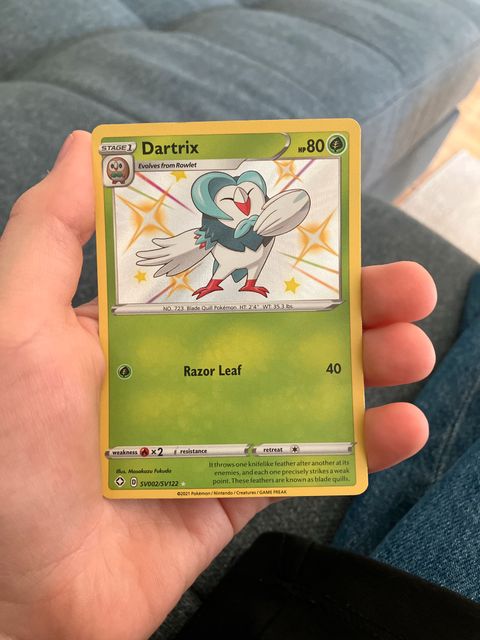 STAGE 1
Dartrix
HP 80
Evolves from Rowlet
NO. 723 Blade Quill Pokémon HT: 2'4" WT: 35.3 lbs.
Razor Leaf 40
weakness ×2 resistance retreat
Illus. Masakazu Fukuda
It throws one knifelike feather after another at its
enemies, and each one precisely strikes a weak
point. These feathers are known as blade quills.
D SV002/SV122
©2021 Pokémon / Nintendo / Creatures / GAME FREAK